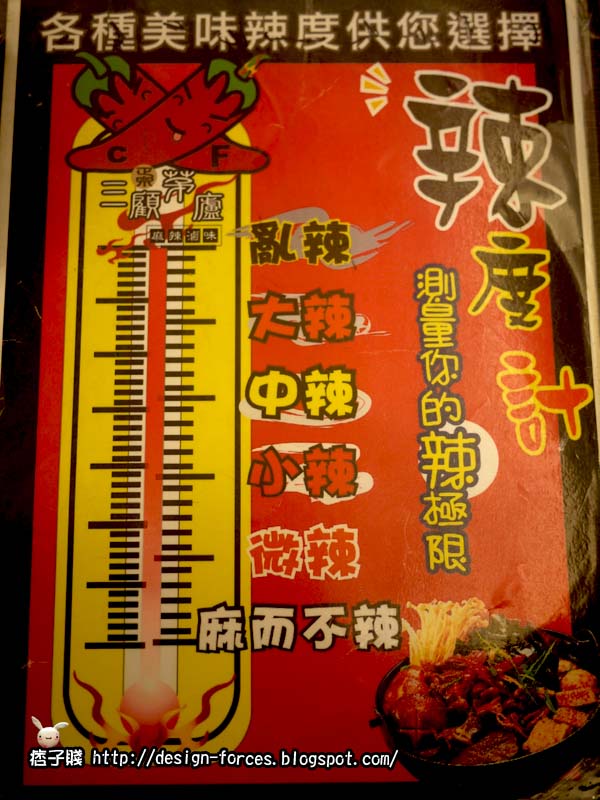 各種美味辣度供您選擇
C F
正宗
三顧茅廬
麻辣滷味
辣度計
測量你的辣極限
亂辣
大辣
中辣
小辣
微辣
麻而不辣
痞子賤 http://design-forces.blogspot.com/